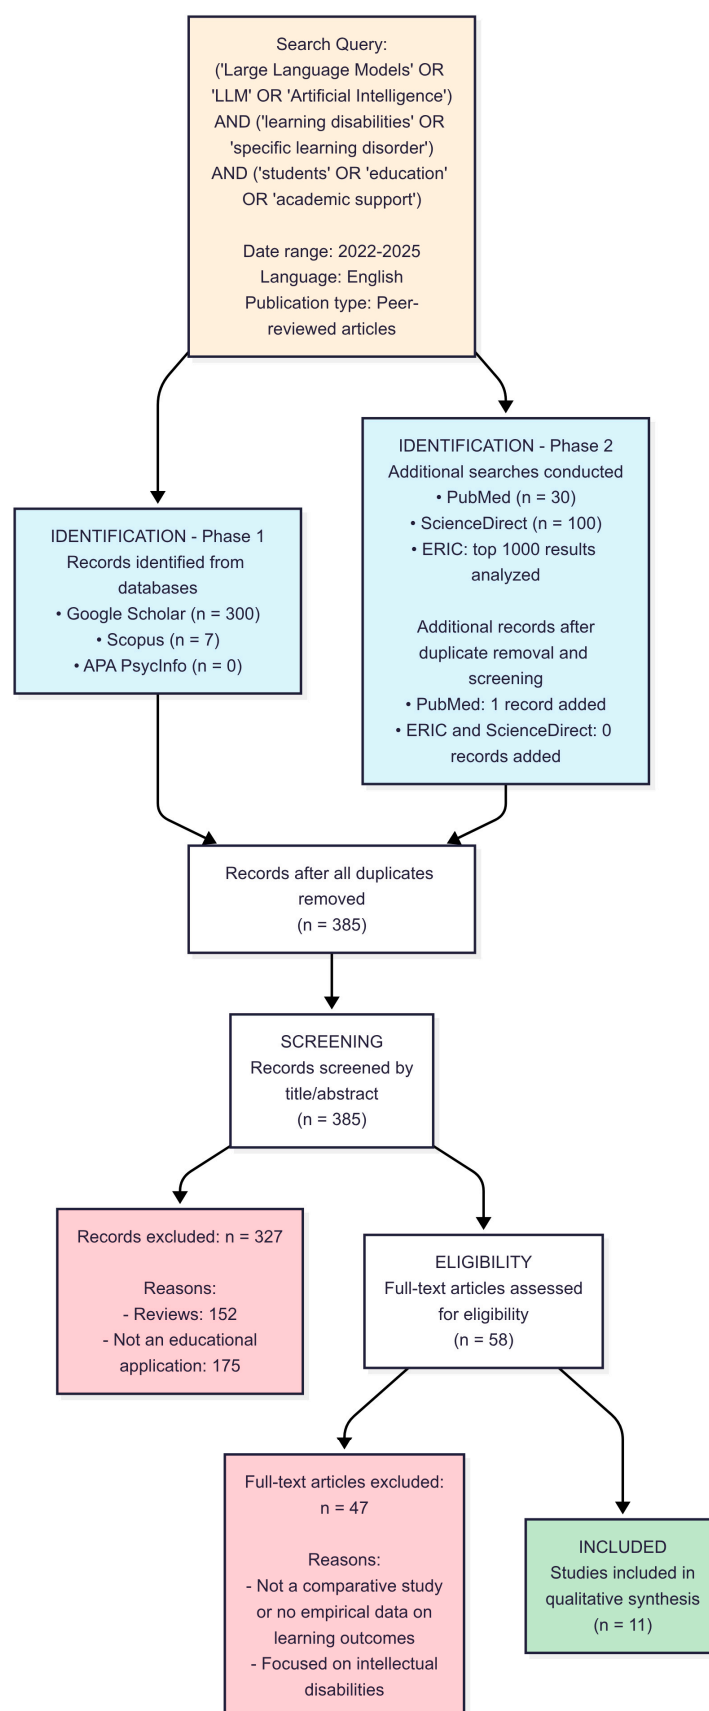 Search Query:
('Large Language Models' OR
'LLM' OR 'Artificial Intelligence')
AND ('learning disabilities' OR
'specific learning disorder')
AND ('students' OR 'education'
OR 'academic support')
Date range: 2022-2025
Language: English
Publication type: Peer-
reviewed articles
IDENTIFICATION - Phase 1
Records identified from
databases
• Google Scholar (n = 300)
• Scopus (n = 7)
• APA PsycInfo (n = 0)
IDENTIFICATION - Phase 2
Additional searches conducted
• PubMed (n = 30)
• ScienceDirect (n = 100)
• ERIC: top 1000 results
analyzed
Additional records after
duplicate removal and
screening
• PubMed: 1 record added
• ERIC and ScienceDirect: 0
records added
Records after all duplicates
removed
(n = 385)
SCREENING
Records screened by
title/abstract
(n = 385)
Records excluded: n = 327
Reasons:
- Reviews: 152
- Not an educational
application: 175
ELIGIBILITY
Full-text articles assessed
for eligibility
(n = 58)
Full-text articles excluded:
n = 47
Reasons:
- Not a comparative study
or no empirical data on
learning outcomes
- Focused on intellectual
disabilities
INCLUDED
Studies included in
qualitative synthesis
(n = 11)